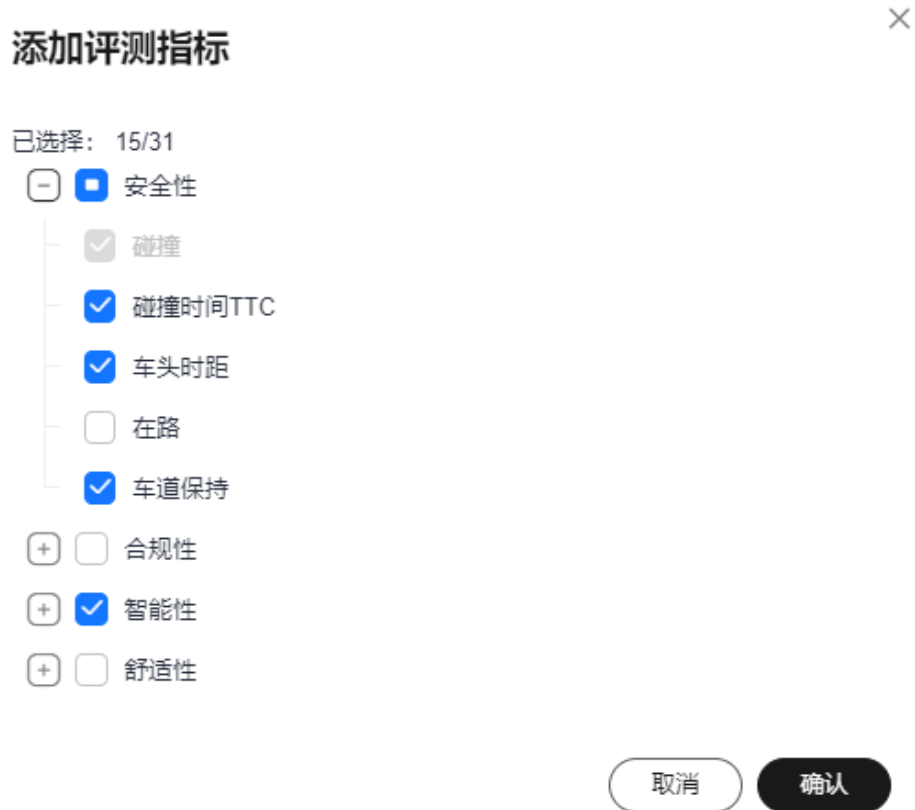 添加评测指标
已选择： 15/31
安全性
碰撞
碰撞时间TTC
车头时距
在路
车道保持
合规性
智能性
舒适性
取消 确认